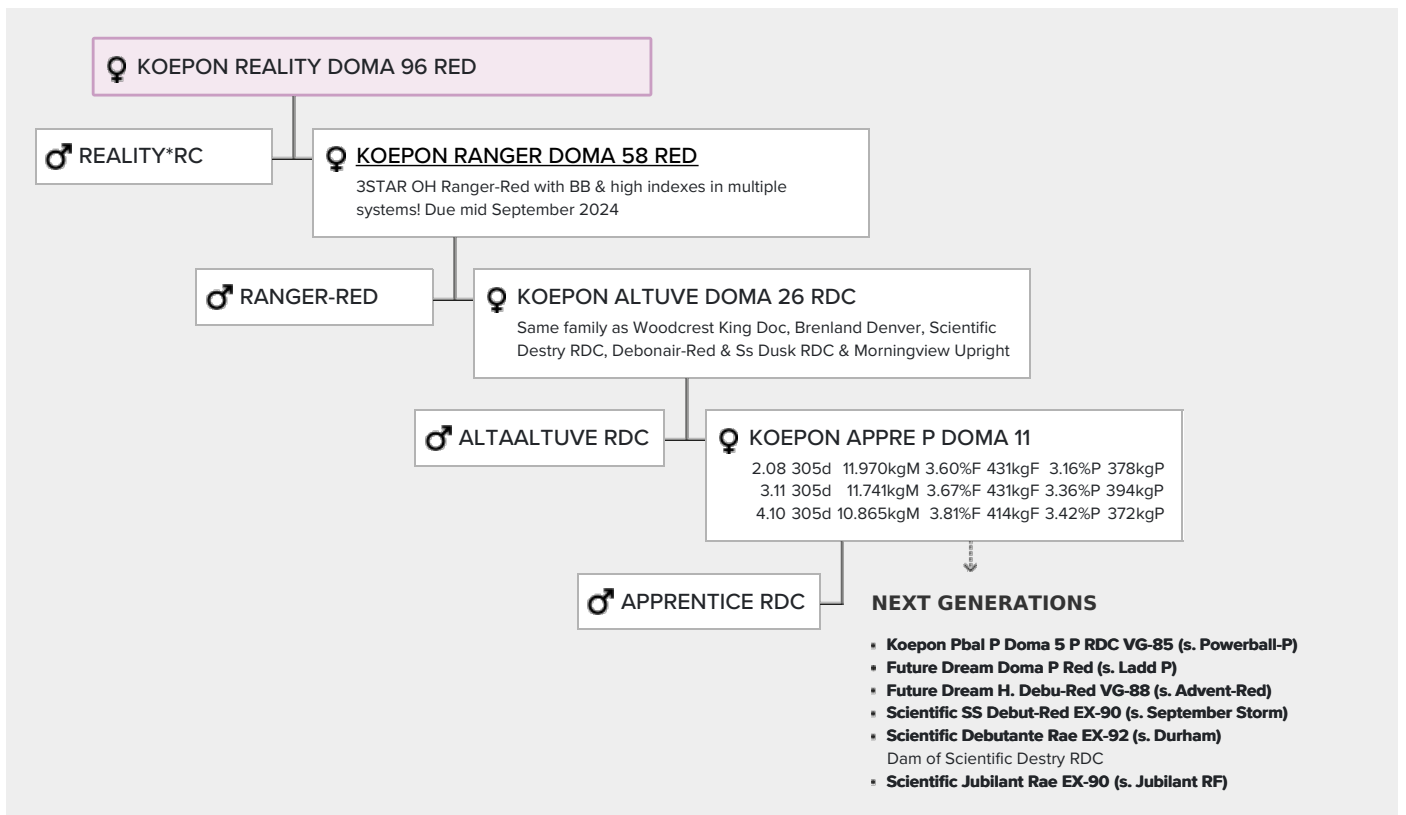 KOEPON REALITY DOMA 96 RED
REALITY*RC
KOEPON RANGER DOMA 58 RED
3STAR OH Ranger-Red with BB & high indexes in multiple
systems! Due mid September 2024
RANGER-RED
KOEPON ALTUVE DOMA 26 RDC
Same family as Woodcrest King Doc, Brenland Denver, Scientific
Destry RDC, Debonair-Red & Ss Dusk RDC & Morningview Upright
ALTAALTUVE RDC
KOEPON APPRE P DOMA 11
2.08 305d 11.970kgM 3.60%F 431kgF 3.16%P 378kgP
3.11 305d 11.741kgM 3.67%F 431kgF 3.36%P 394kgP
4.10 305d 10.865kgM 3.81%F 414kgF 3.42%P 372kgP
APPRENTICE RDC
NEXT GENERATIONS
Koepon Pbal P Doma 5 P RDC VG-85 (s. Powerball-P)
Future Dream Doma P Red (s. Ladd P)
Future Dream H. Debu-Red VG-88 (s. Advent-Red)
Scientific SS Debut-Red EX-90 (s. September Storm)
Scientific Debutante Rae EX-92 (s. Durham)
Dam of Scientific Destry RDC
Scientific Jubilant Rae EX-90 (s. Jubilant RF)